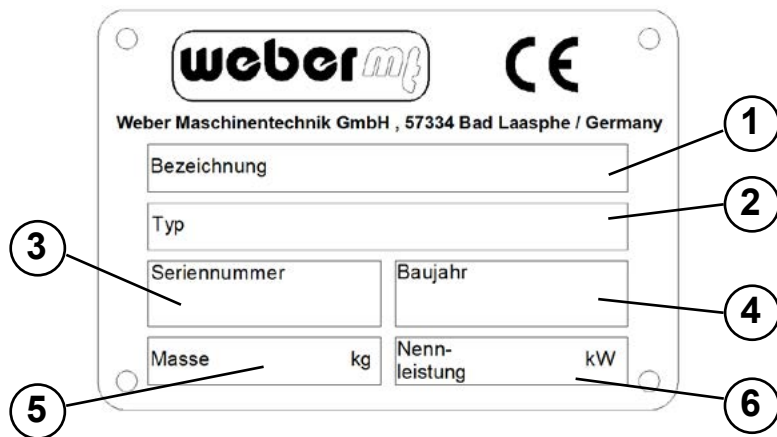 weber mt CE
Weber Maschinentechnik GmbH , 57334 Bad Laasphe / Germany
1
Bezeichnung
2
Typ
3
Seriennummer
Baujahr
4
Masse kg
Nenn-
leistung kW
5
6